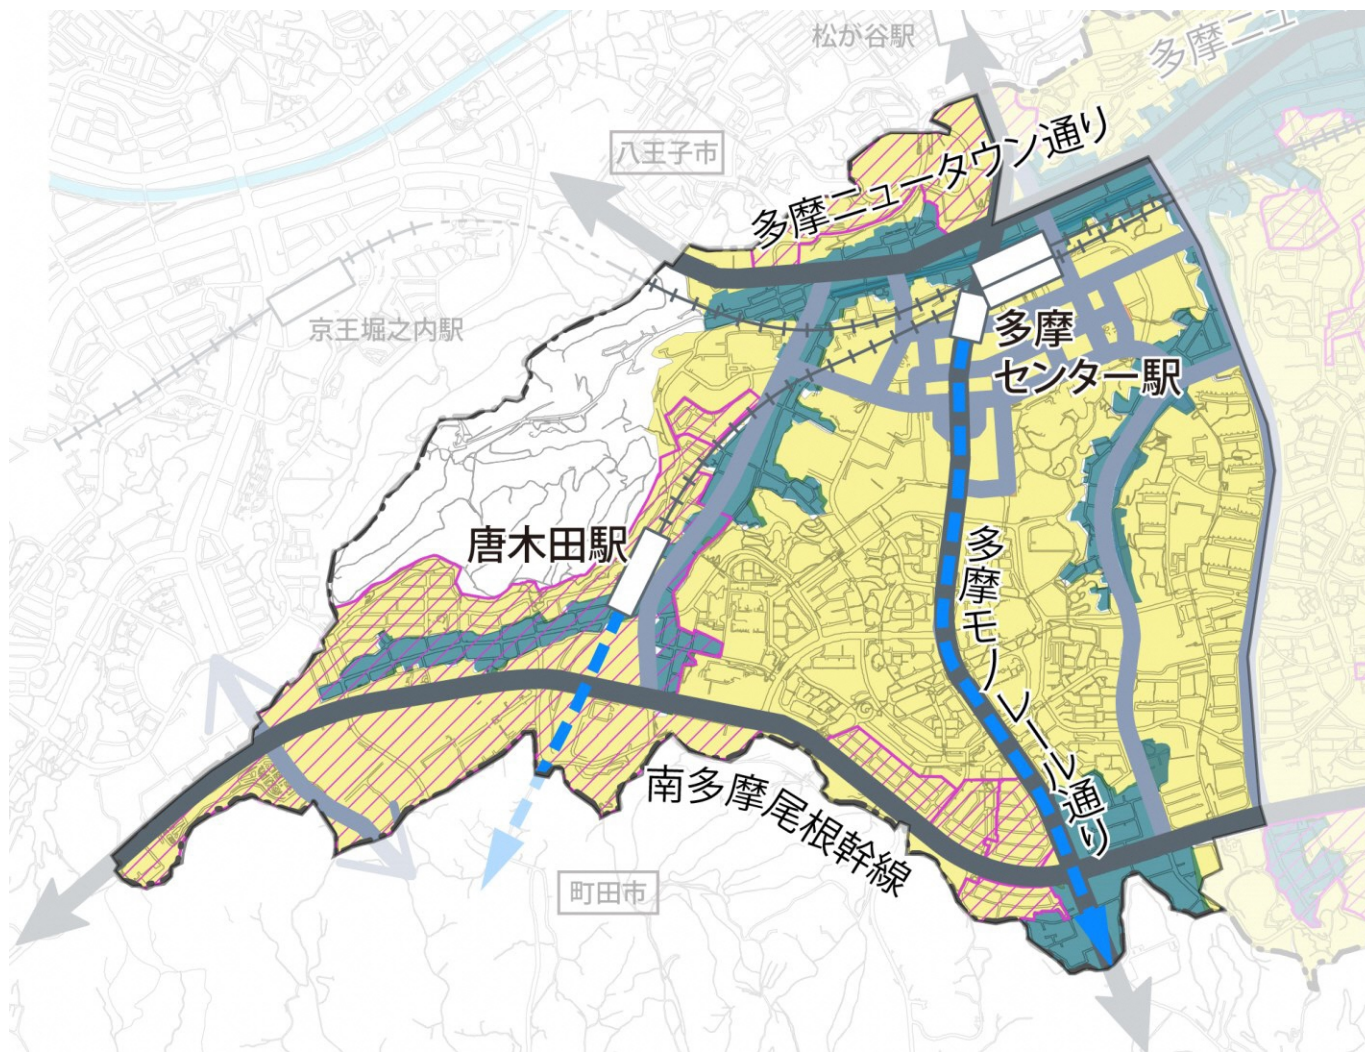 松が谷駅
多摩ニュ
八王子市
多摩ニュータウン通り
京王堀之内駅
多摩
センター駅
唐木田駅
多摩モノレール通り
南多摩尾根幹線
町田市